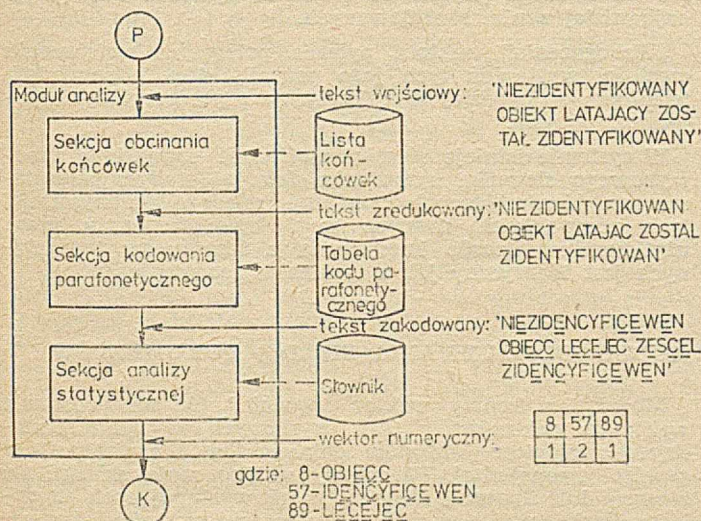 P
Moduł analizy
tekst wejściowy:
'NIEZIDENTYFIKOWANY
OBIEKT LATAJACY ZOS-
TAŁ ZIDENTYFIKOWANY'
Sekcja obcinania
końcówek
Lista
koń-
cówek
tekst zredukowany:
'NIEZIDENTYFIKOWAN
OBIEKT LATAJAC ZOSTAL
ZIDENTYFIKOWAN'
Sekcja kodowania
parafonetycznego
Tabela
kodu pa-
rafonety-
cznego
tekst zakodowany:
'NIEZIDENCYFICEWEN
OBIECC LECEJEC ZESCEL
ZIDENCYFICEWEN'
Sekcja analizy
statystycznej
Słownik
wektor numeryczny:
8 57 89
1 2 1
K
gdzie: 8-OBIECC
57-IDENCYFICEWEN
89-LECEJEC